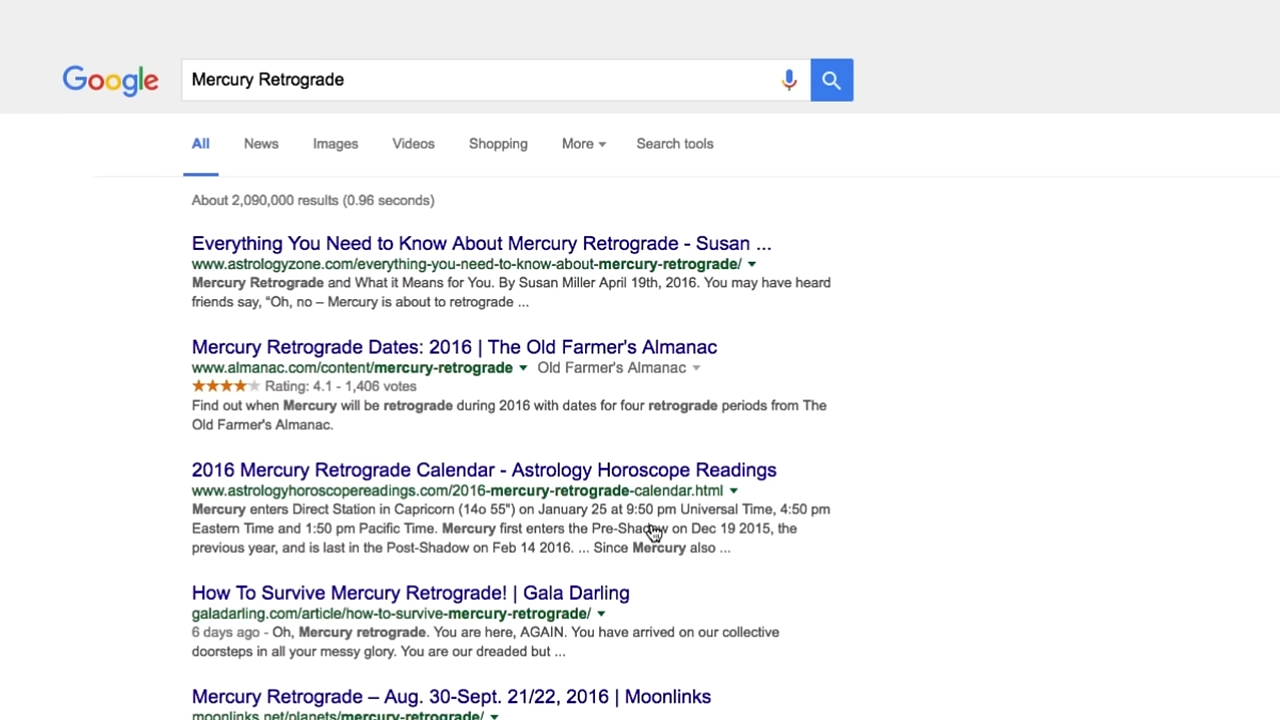 Google Mercury Retrograde
All News Images Videos Shopping More Search tools
About 2,090,000 results (0.96 seconds)
Everything You Need to Know About Mercury Retrograde - Susan ...
www.astrologyzone.com/everything-you-need-to-know-about-mercury-retrograde/
Mercury Retrograde and What it Means for You. By Susan Miller April 19th, 2016. You may have heard
friends say, “Oh, no – Mercury is about to retrograde ...
Mercury Retrograde Dates: 2016 | The Old Farmer's Almanac
www.almanac.com/content/mercury-retrograde Old Farmer's Almanac
Rating: 4.1 - 1,406 votes
Find out when Mercury will be retrograde during 2016 with dates for four retrograde periods from The
Old Farmer's Almanac.
2016 Mercury Retrograde Calendar - Astrology Horoscope Readings
www.astrologyhoroscopereadings.com/2016-mercury-retrograde-calendar.html
Mercury enters Direct Station in Capricorn (14o 55") on January 25 at 9:50 pm Universal Time, 4:50 pm
Eastern Time and 1:50 pm Pacific Time. Mercury first enters the Pre-Shadow on Dec 19 2015, the
previous year, and is last in the Post-Shadow on Feb 14 2016. ... Since Mercury also ...
How To Survive Mercury Retrograde! | Gala Darling
galadarling.com/article/how-to-survive-mercury-retrograde/
6 days ago - Oh, Mercury retrograde. You are here, AGAIN. You have arrived on our collective
doorsteps in all your messy glory. You are our dreaded but ...
Mercury Retrograde – Aug. 30-Sept. 21/22, 2016 | Moonlinks
moonlinks.net/planets/mercury-retrograde/